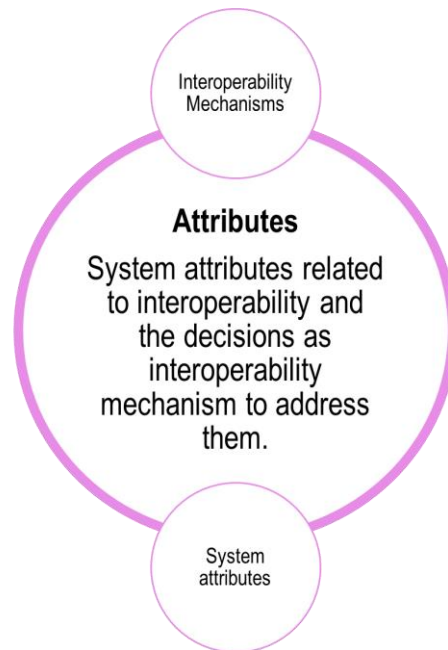 Interoperability
Mechanisms
Attributes
System attributes related
to interoperability and
the decisions as
interoperability
mechanism to address
them.
System
attributes